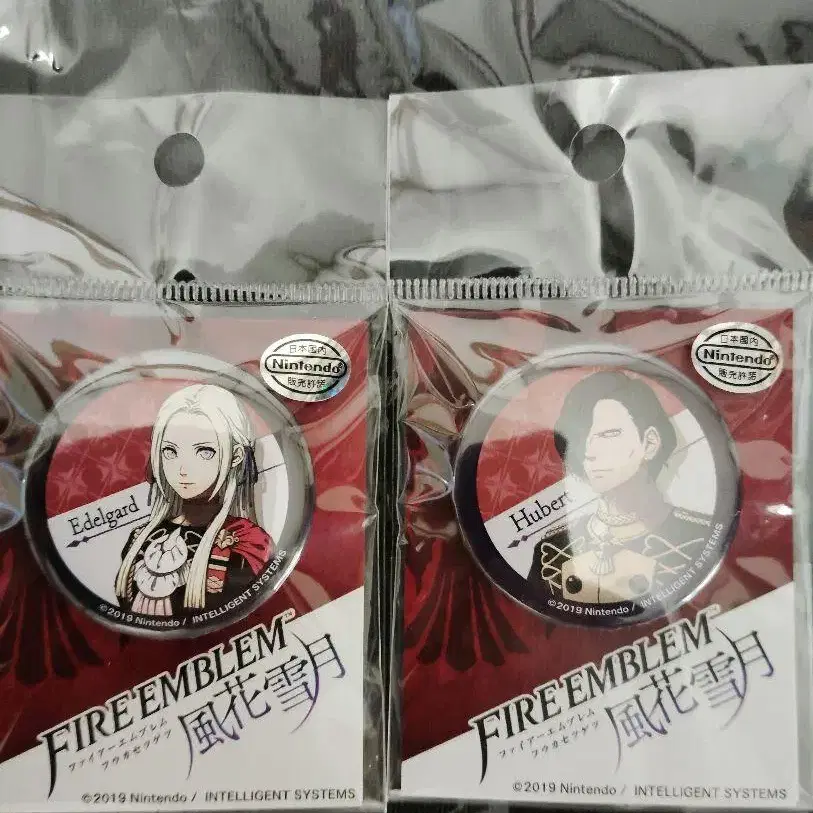 日本国内
Nintendo
販売許諾
Edelgard
©2019 Nintendo / INTELLIGENT SYSTEMS
FIRE EMBLEM™
ファイアーエムブレム
フウカセツゲツ
風花雪月
©2019 Nintendo / INTELLIGENT SYSTEMS
日本国内
Nintendo
販売許諾
Hubert
©2019 Nintendo / INTELLIGENT SYSTEMS
FIRE EMBLEM™
ファイアーエムブレム
フウカセツゲツ
風花雪月
©2019 Nintendo / INTELLIGENT SYSTEMS